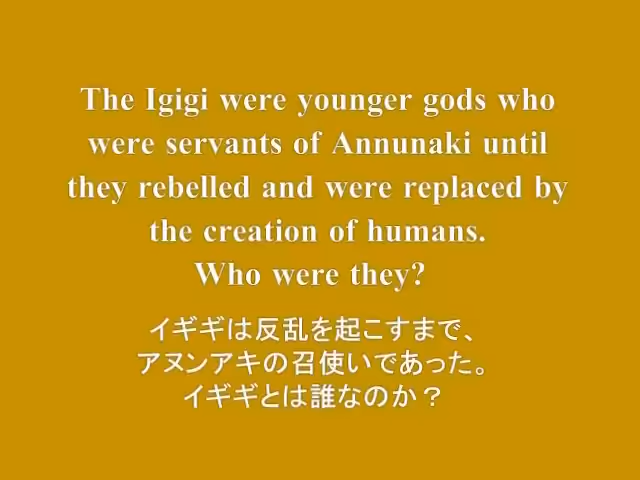 The Igigi were younger gods who
were servants of Annunaki until
they rebelled and were replaced by
the creation of humans.
Who were they?
イギギは反乱を起こすまで、
アヌンアキの召使いであった。
イギギとは誰なのか？